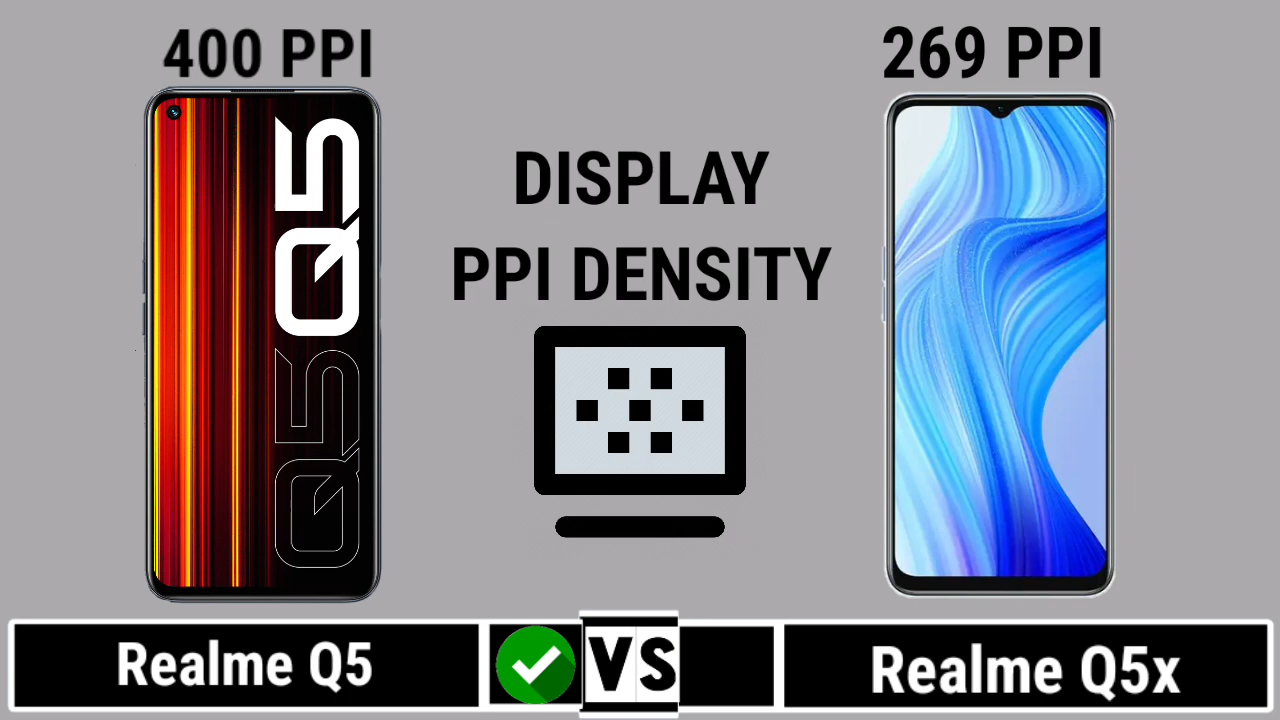 400 PPI
269 PPI
DISPLAY
PPI DENSITY
Q5
Q5
Realme Q5
VS
Realme Q5x